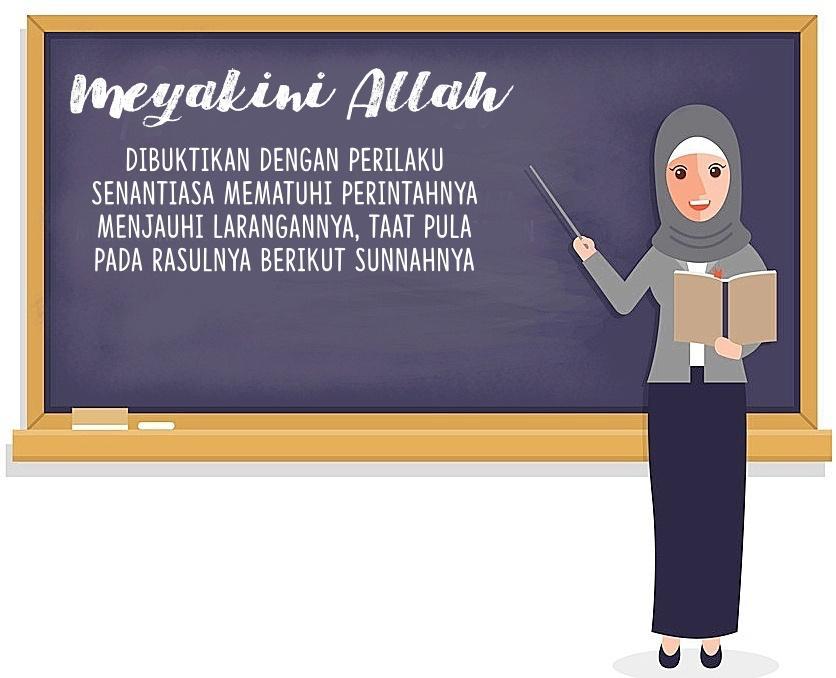 Meyakini Allah
DIBUKTIKAN DENGAN PERILAKU
SENANTIASA MEMATUHI PERINTAHNYA
MENJAUHI LARANGANNYA, TAAT PULA
PADA RASULNYA BERIKUT SUNNAHNYA